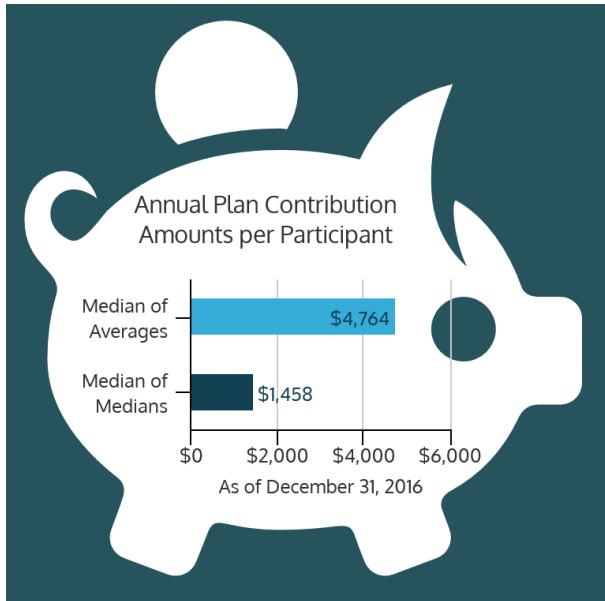 Annual Plan Contribution
Amounts per Participant
Median of
Averages
$4,764
Median of
Medians
$1,458
$0 $2,000 $4,000 $6,000
As of December 31, 2016